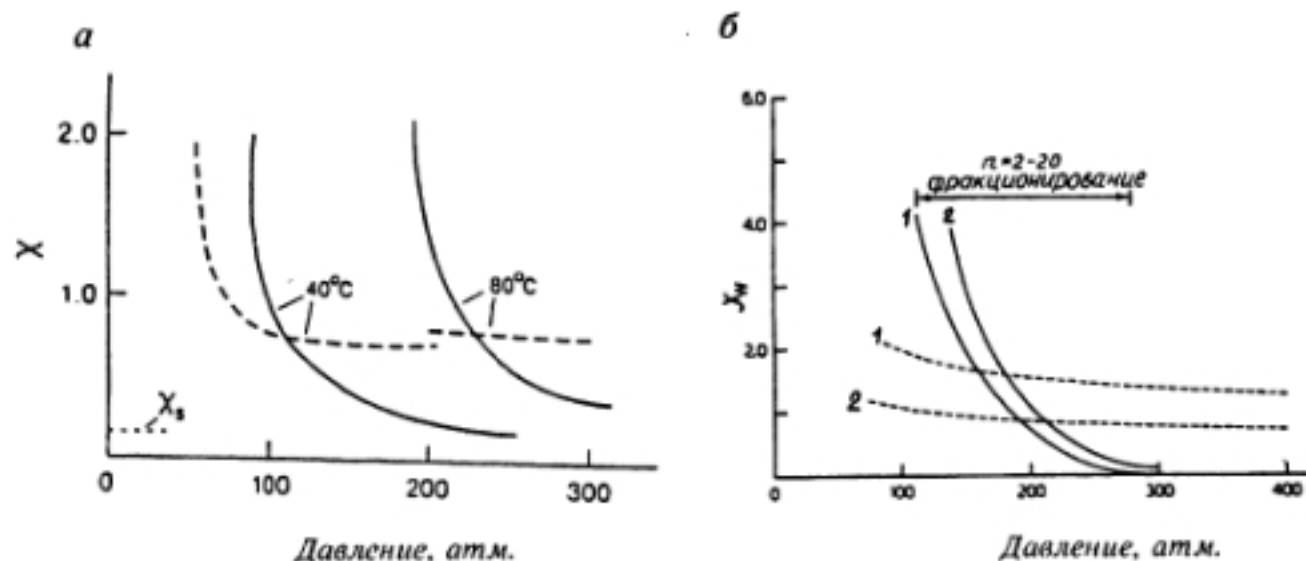 а
2.0
1.0
χ
χs
40°C
80°C
0
100
200
300
Давление, атм.
б
6.0
4.0
2.0
χн
n=2-20
фракционирование
1
2
1
2
0
100
200
300
400
Давление, атм.